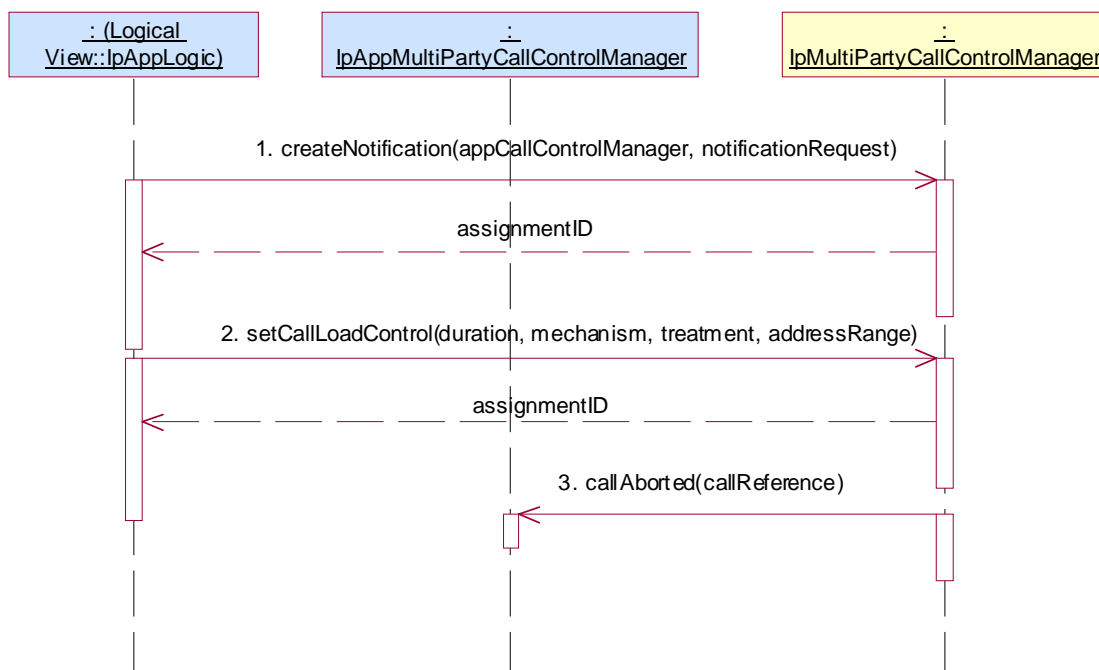 : (Logical
View::IpAppLogic)
:
IpAppMultiPartyCallControlManager
:
IpMultiPartyCallControlManager
1. createNotification(appCallControlManager, notificationRequest)
assignmentID
2. setCallLoadControl(duration, mechanism, treatment, addressRange)
assignmentID
3. callAborted(callReference)